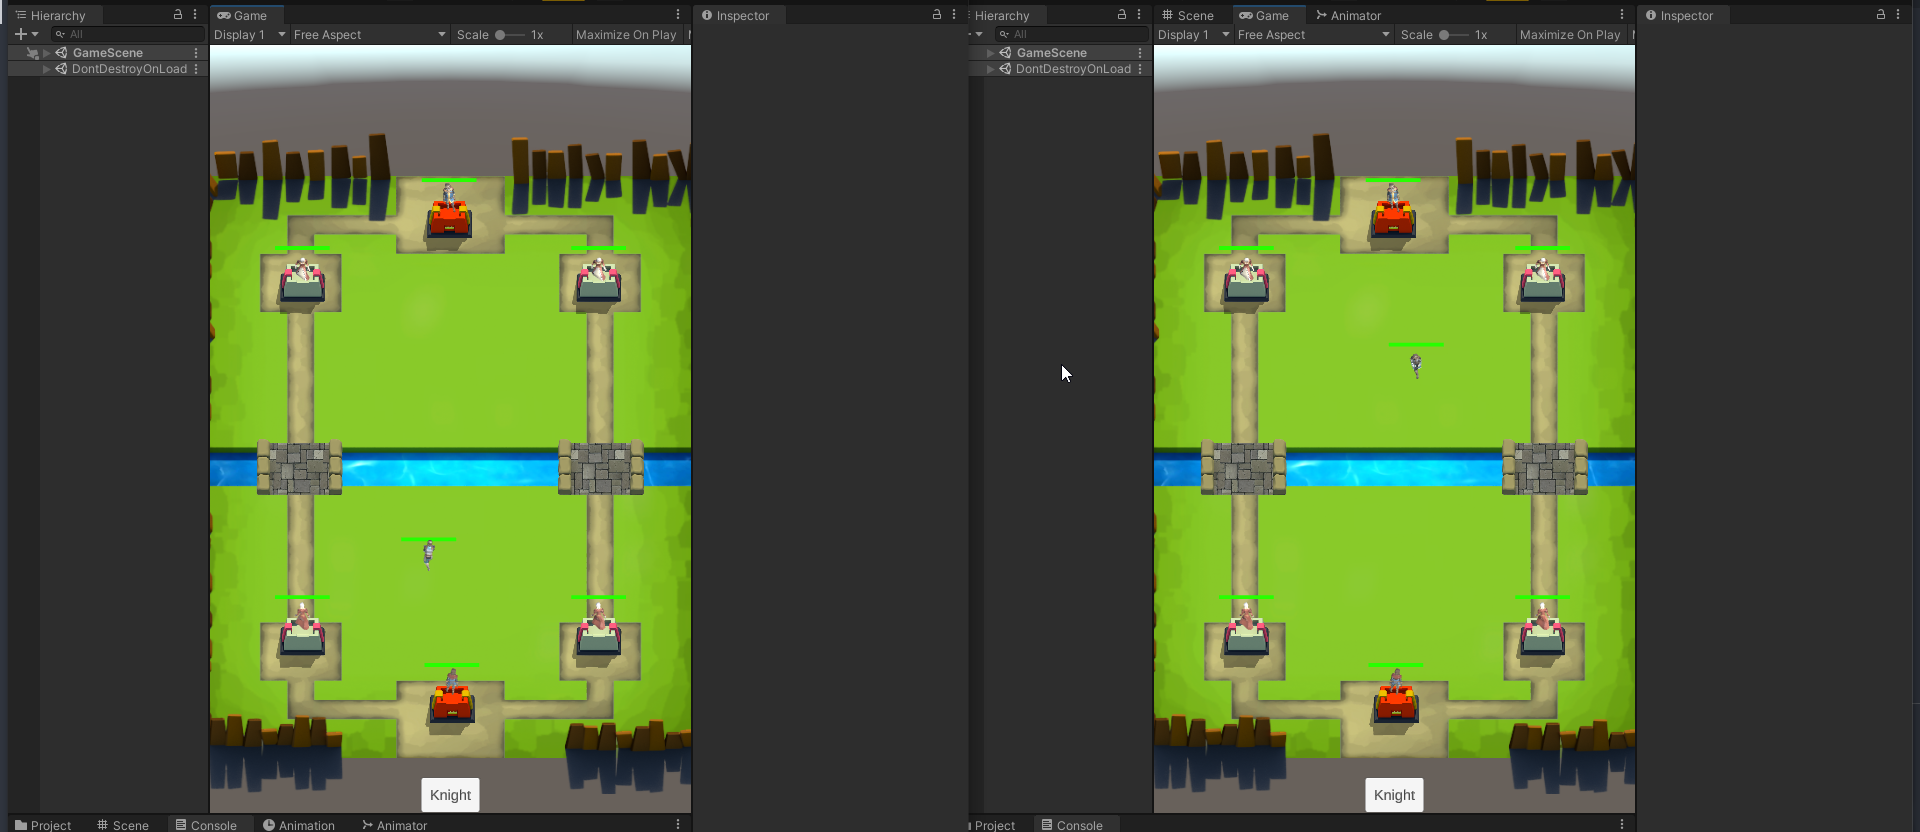 Hierarchy
All
GameScene
DontDestroyOnLoad
Game
Display 1 Free Aspect Scale 1x Maximize On Play
Knight
Project Scene Console Animation Animator
Inspector
Hierarchy
All
GameScene
DontDestroyOnLoad
Scene Game Animator
Display 1 Free Aspect Scale 1x Maximize On Play
Knight
Project Console
Inspector